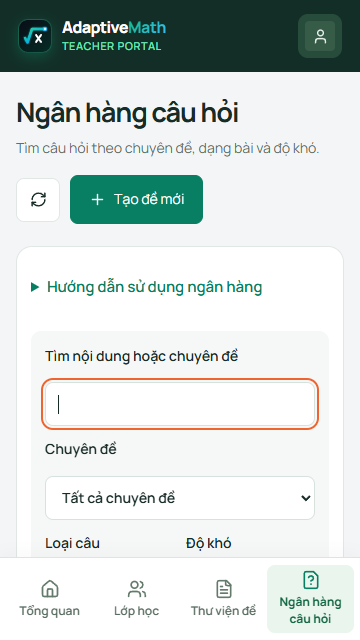 AdaptiveMath
TEACHER PORTAL
Ngân hàng câu hỏi
Tìm câu hỏi theo chuyên đề, dạng bài và độ khó.
Tạo đề mới
Hướng dẫn sử dụng ngân hàng
Tìm nội dung hoặc chuyên đề
Chuyên đề
Tất cả chuyên đề
Loại câu
Độ khó
Tổng quan
Lớp học
Thư viện đề
Ngân hàng
câu hỏi